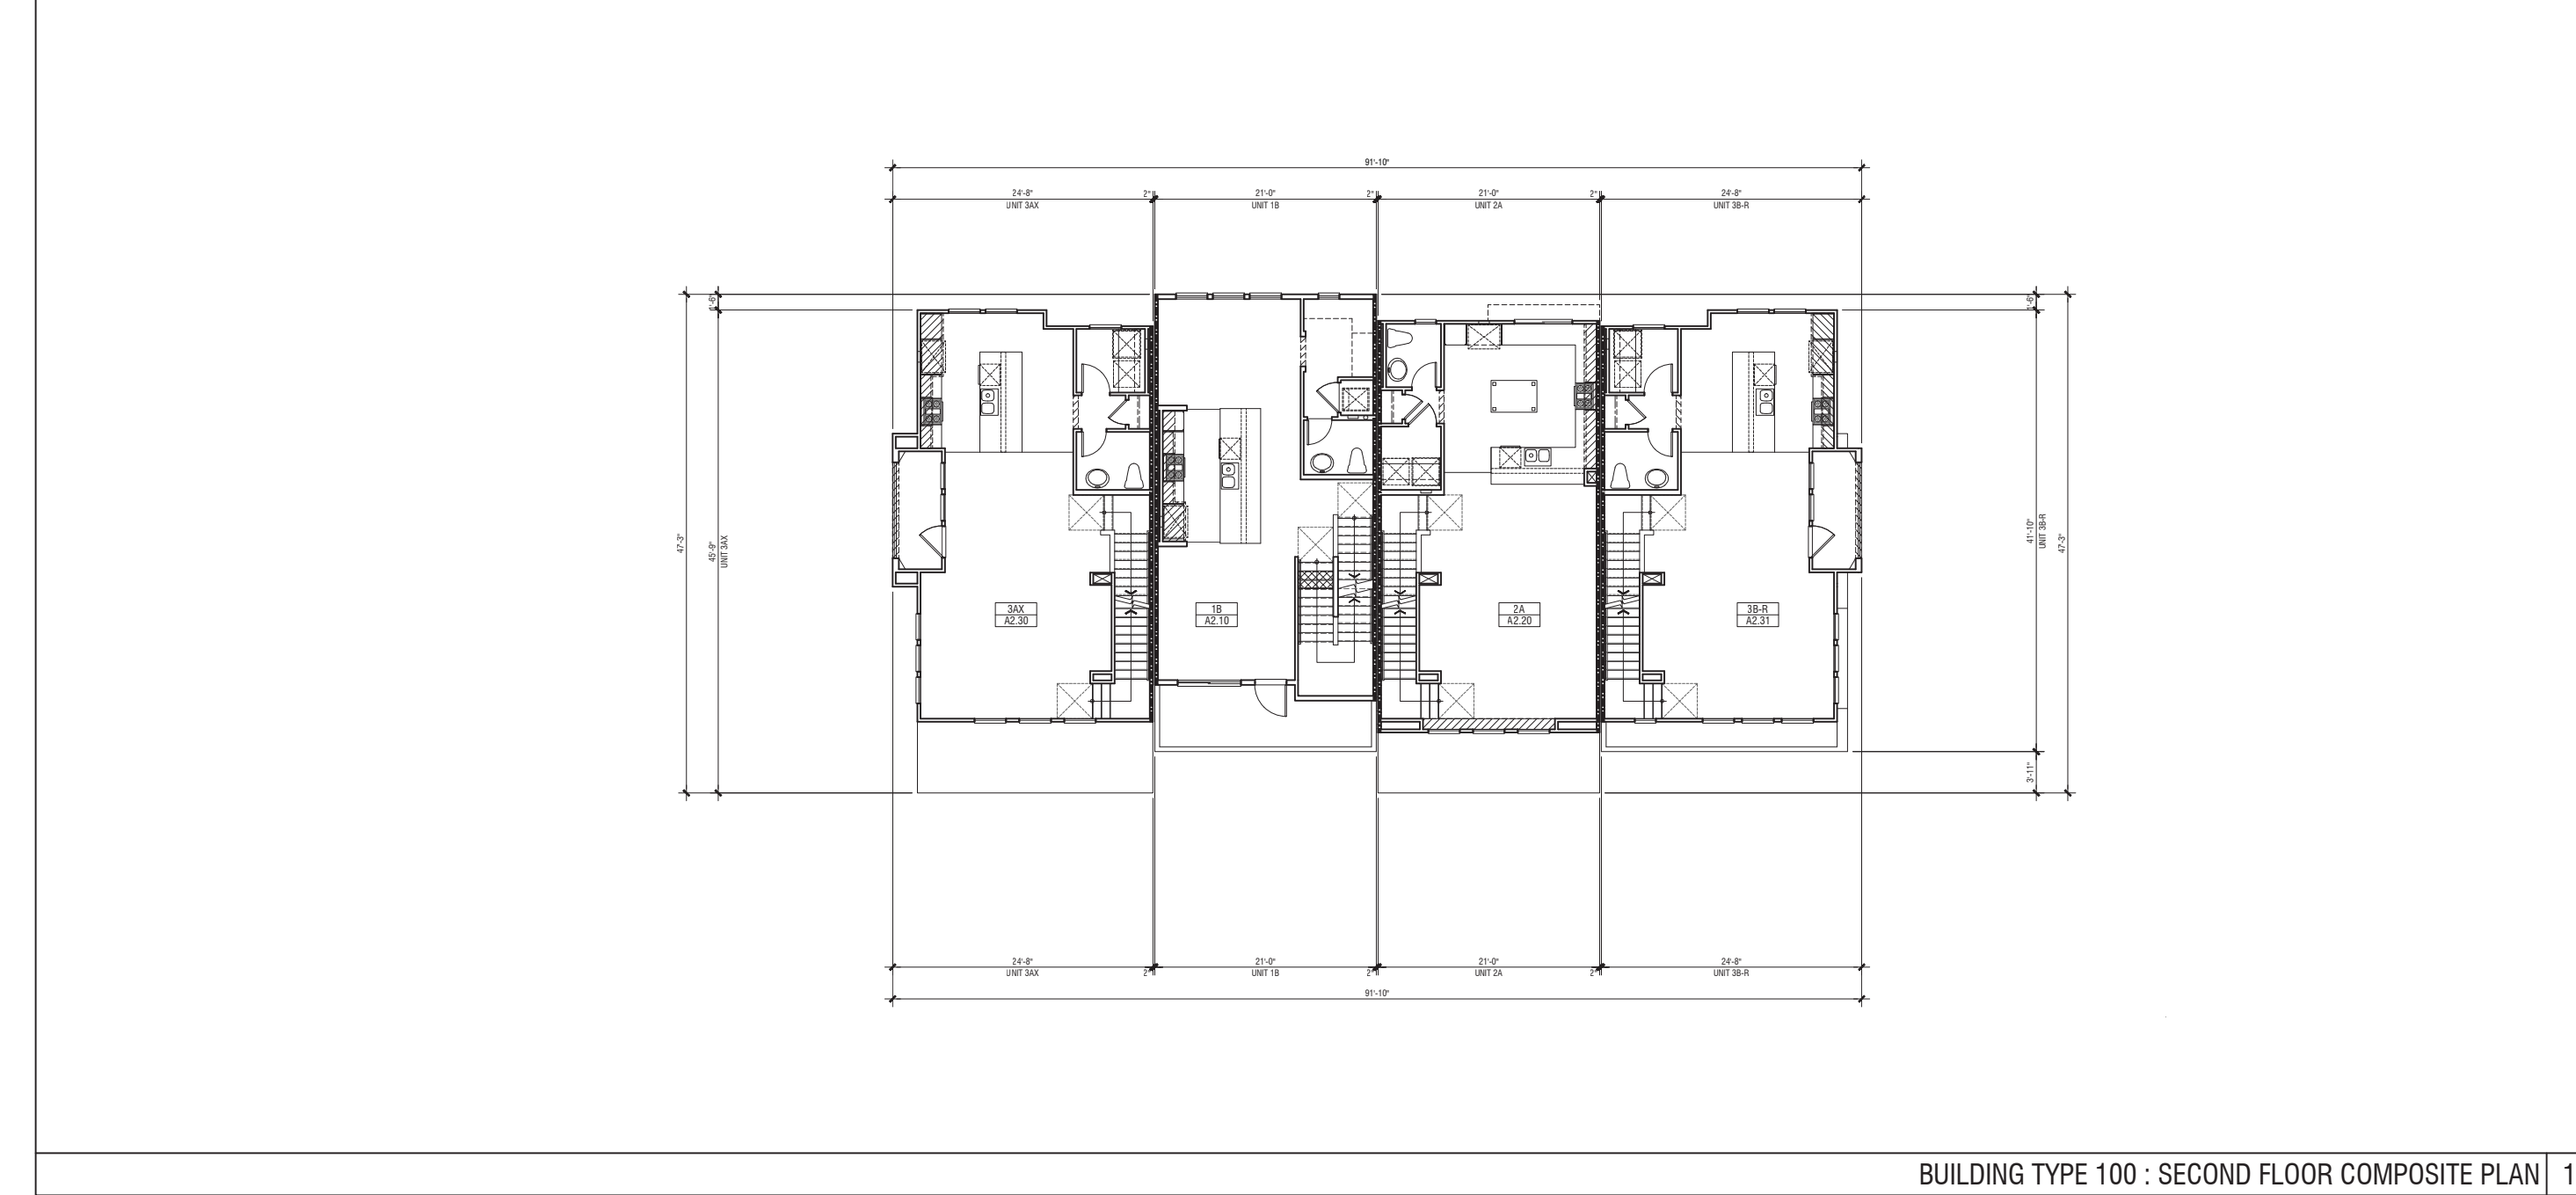 91'-10"
24'-8" 2" 21'-0" 2" 21'-0" 2" 24'-8"
UNIT 3AX UNIT 1B UNIT 2A UNIT 3B-R
1'-6" 1'-6"
47'-3" 45'-9" UNIT 3AX 41'-10" UNIT 3B-R 47'-3"
3AX 1B 2A 3B-R
A2.30 A2.10 A2.20 A2.31
3'-11"
24'-8" 2" 21'-0" 2" 21'-0" 2" 24'-8"
UNIT 3AX UNIT 1B UNIT 2A UNIT 3B-R
91'-10"
BUILDING TYPE 100 : SECOND FLOOR COMPOSITE PLAN 1